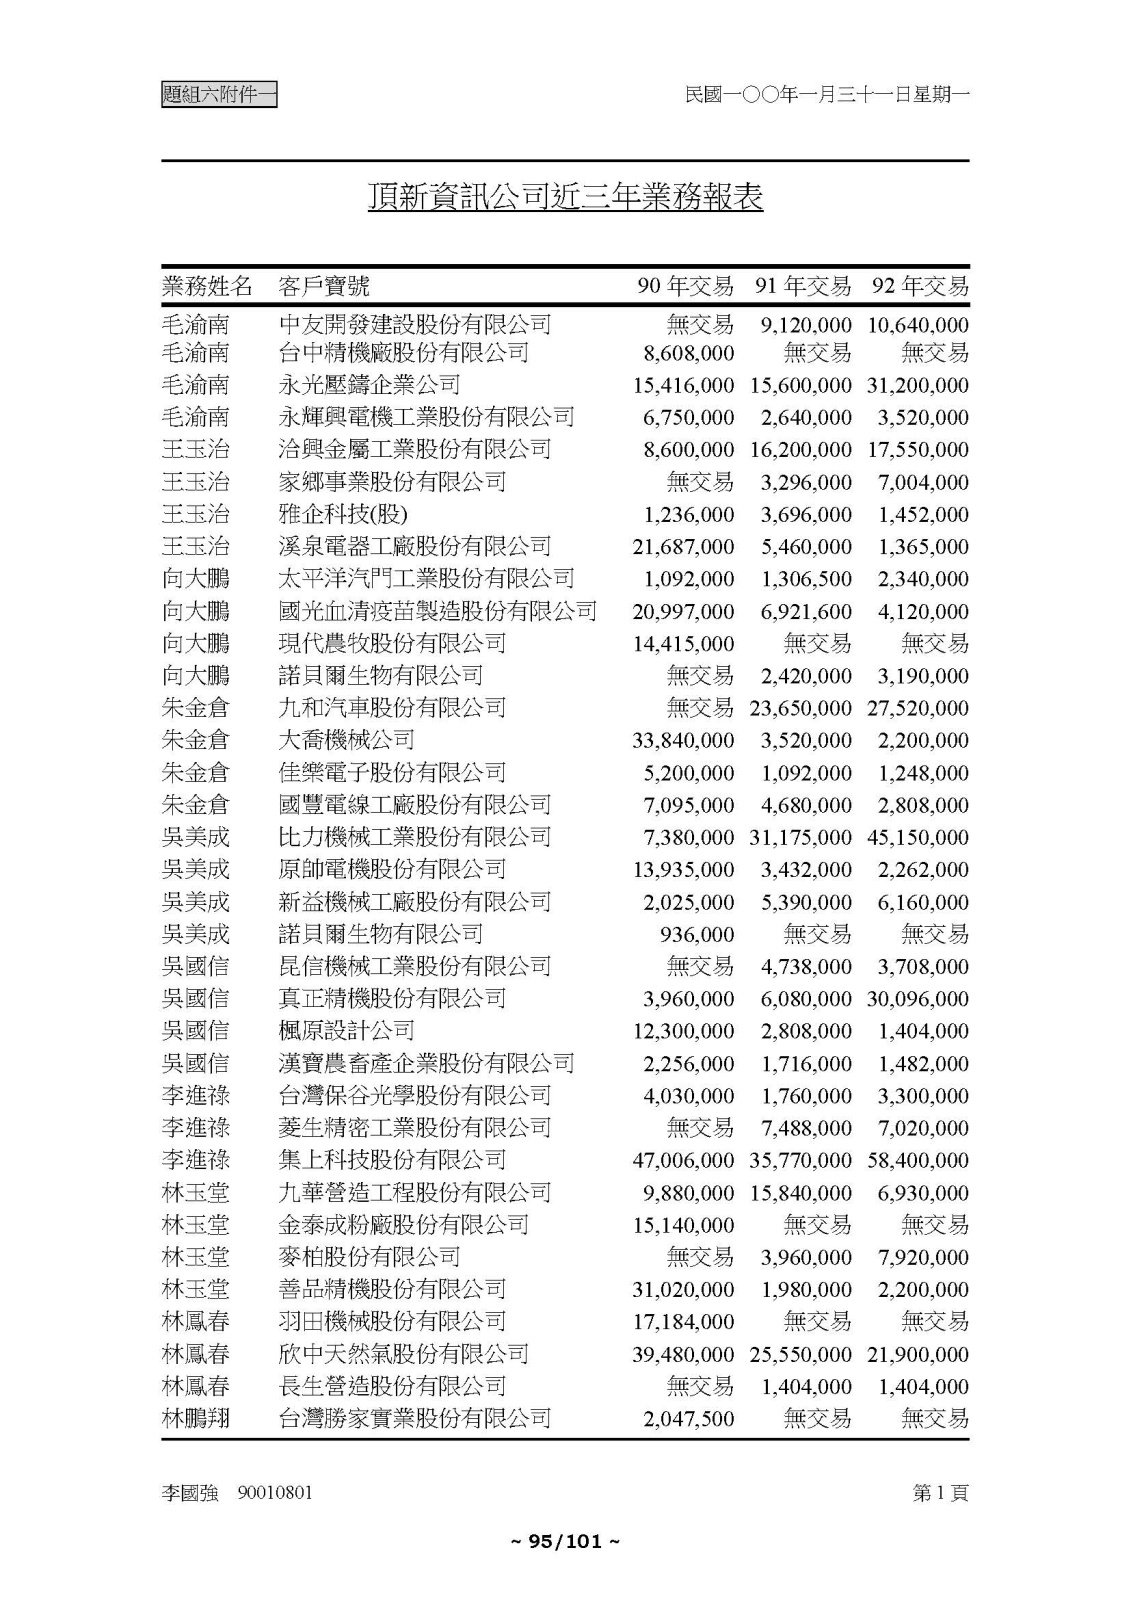 題組六附件一 民國一○○年一月三十一日星期一
頂新資訊公司近三年業務報表
業務姓名 客戶寶號 90 年交易 91 年交易 92 年交易
毛渝南 中友開發建設股份有限公司 無交易 9,120,000 10,640,000
毛渝南 台中精機廠股份有限公司 8,608,000 無交易 無交易
毛渝南 永光壓鑄企業公司 15,416,000 15,600,000 31,200,000
毛渝南 永輝興電機工業股份有限公司 6,750,000 2,640,000 3,520,000
王玉治 洽興金屬工業股份有限公司 8,600,000 16,200,000 17,550,000
王玉治 家鄉事業股份有限公司 無交易 3,296,000 7,004,000
王玉治 雅企科技(股) 1,236,000 3,696,000 1,452,000
王玉治 溪泉電器工廠股份有限公司 21,687,000 5,460,000 1,365,000
向大鵬 太平洋汽門工業股份有限公司 1,092,000 1,306,500 2,340,000
向大鵬 國光血清疫苗製造股份有限公司 20,997,000 6,921,600 4,120,000
向大鵬 現代農牧股份有限公司 14,415,000 無交易 無交易
向大鵬 諾貝爾生物有限公司 無交易 2,420,000 3,190,000
朱金倉 九和汽車股份有限公司 無交易 23,650,000 27,520,000
朱金倉 大喬機械公司 33,840,000 3,520,000 2,200,000
朱金倉 佳樂電子股份有限公司 5,200,000 1,092,000 1,248,000
朱金倉 國豐電線工廠股份有限公司 7,095,000 4,680,000 2,808,000
吳美成 比力機械工業股份有限公司 7,380,000 31,175,000 45,150,000
吳美成 原帥電機股份有限公司 13,935,000 3,432,000 2,262,000
吳美成 新益機械工廠股份有限公司 2,025,000 5,390,000 6,160,000
吳美成 諾貝爾生物有限公司 936,000 無交易 無交易
吳國信 昆信機械工業股份有限公司 無交易 4,738,000 3,708,000
吳國信 真正精機股份有限公司 3,960,000 6,080,000 30,096,000
吳國信 楓原設計公司 12,300,000 2,808,000 1,404,000
吳國信 漢寶農畜產企業股份有限公司 2,256,000 1,716,000 1,482,000
李進祿 台灣保谷光學股份有限公司 4,030,000 1,760,000 3,300,000
李進祿 菱生精密工業股份有限公司 無交易 7,488,000 7,020,000
李進祿 集上科技股份有限公司 47,006,000 35,770,000 58,400,000
林玉堂 九華營造工程股份有限公司 9,880,000 15,840,000 6,930,000
林玉堂 金泰成粉廠股份有限公司 15,140,000 無交易 無交易
林玉堂 麥柏股份有限公司 無交易 3,960,000 7,920,000
林玉堂 善品精機股份有限公司 31,020,000 1,980,000 2,200,000
林鳳春 羽田機械股份有限公司 17,184,000 無交易 無交易
林鳳春 欣中天然氣股份有限公司 39,480,000 25,550,000 21,900,000
林鳳春 長生營造股份有限公司 無交易 1,404,000 1,404,000
林鵬翔 台灣勝家實業股份有限公司 2,047,500 無交易 無交易
李國強 90010801 第 1 頁
~ 95/101 ~